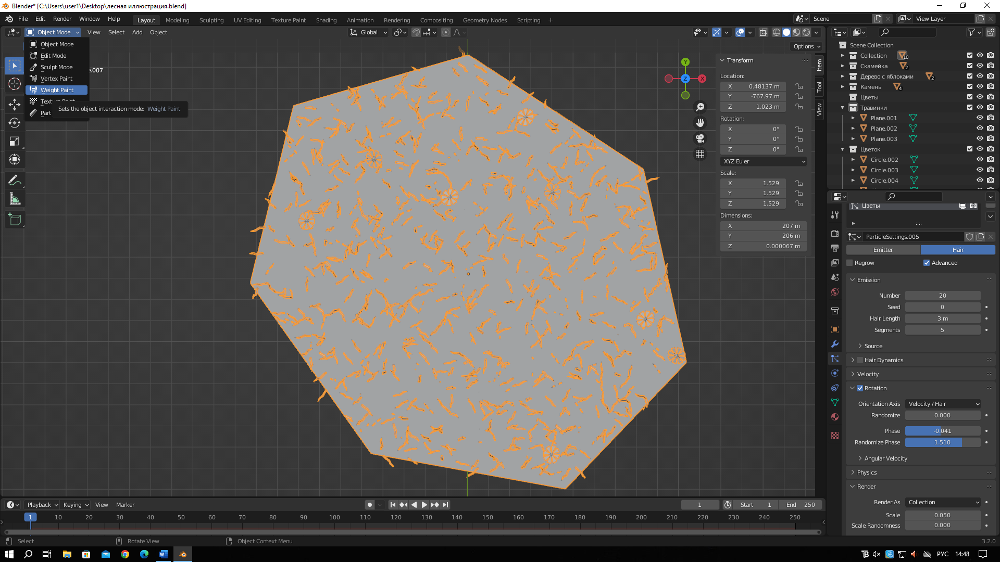 Blender* [C:\Users\user1\Desktop\лесная иллюстрация.blend]
File Edit Render Window Help Layout Modeling Sculpting UV Editing Texture Paint Shading Animation Rendering Compositing Geometry Nodes Scripting + Scene View Layer
Object Mode View Select Add Object Global
Options
Object Mode
Edit Mode
Sculpt Mode
Vertex Paint
Weight Paint
Sets the object interaction mode: Weight Paint
.007
Y
X
Z
Item
Tool
View
Transform
Location:
X 0.48137 m
Y -767.97 m
Z 1.023 m
Rotation:
X 0°
Y 0°
Z 0°
XYZ Euler
Scale:
X 1.529
Y 1.529
Z 1.529
Dimensions:
X 207 m
Y 206 m
Z 0.000067 m
Scene Collection
Collection 10
Скамейка 2
Дерево с яблоками 2
Камень 4
Цветы
Травинки
Plane.001
Plane.002
Plane.003
Цветок
Circle.002
Circle.003
Circle.004
Цветы
ParticleSettings.005
Emitter Hair
Regrow Advanced
Emission
Number 20
Seed 0
Hair Length 3 m
Segments 5
Source
Hair Dynamics
Velocity
Rotation
Orientation Axis Velocity / Hair
Randomize 0.000
Phase -0.041
Randomize Phase 1.510
Angular Velocity
Physics
Render
Render As Collection
Scale 0.050
Scale Randomness 0.000
Playback Keying View Marker 1 Start 1 End 250
1 10 20 30 40 50 60 70 80 90 100 110 120 130 140 150 160 170 180 190 200 210 220 230 240 250
Select Rotate View Object Context Menu 3.2.0
РУС 14:48